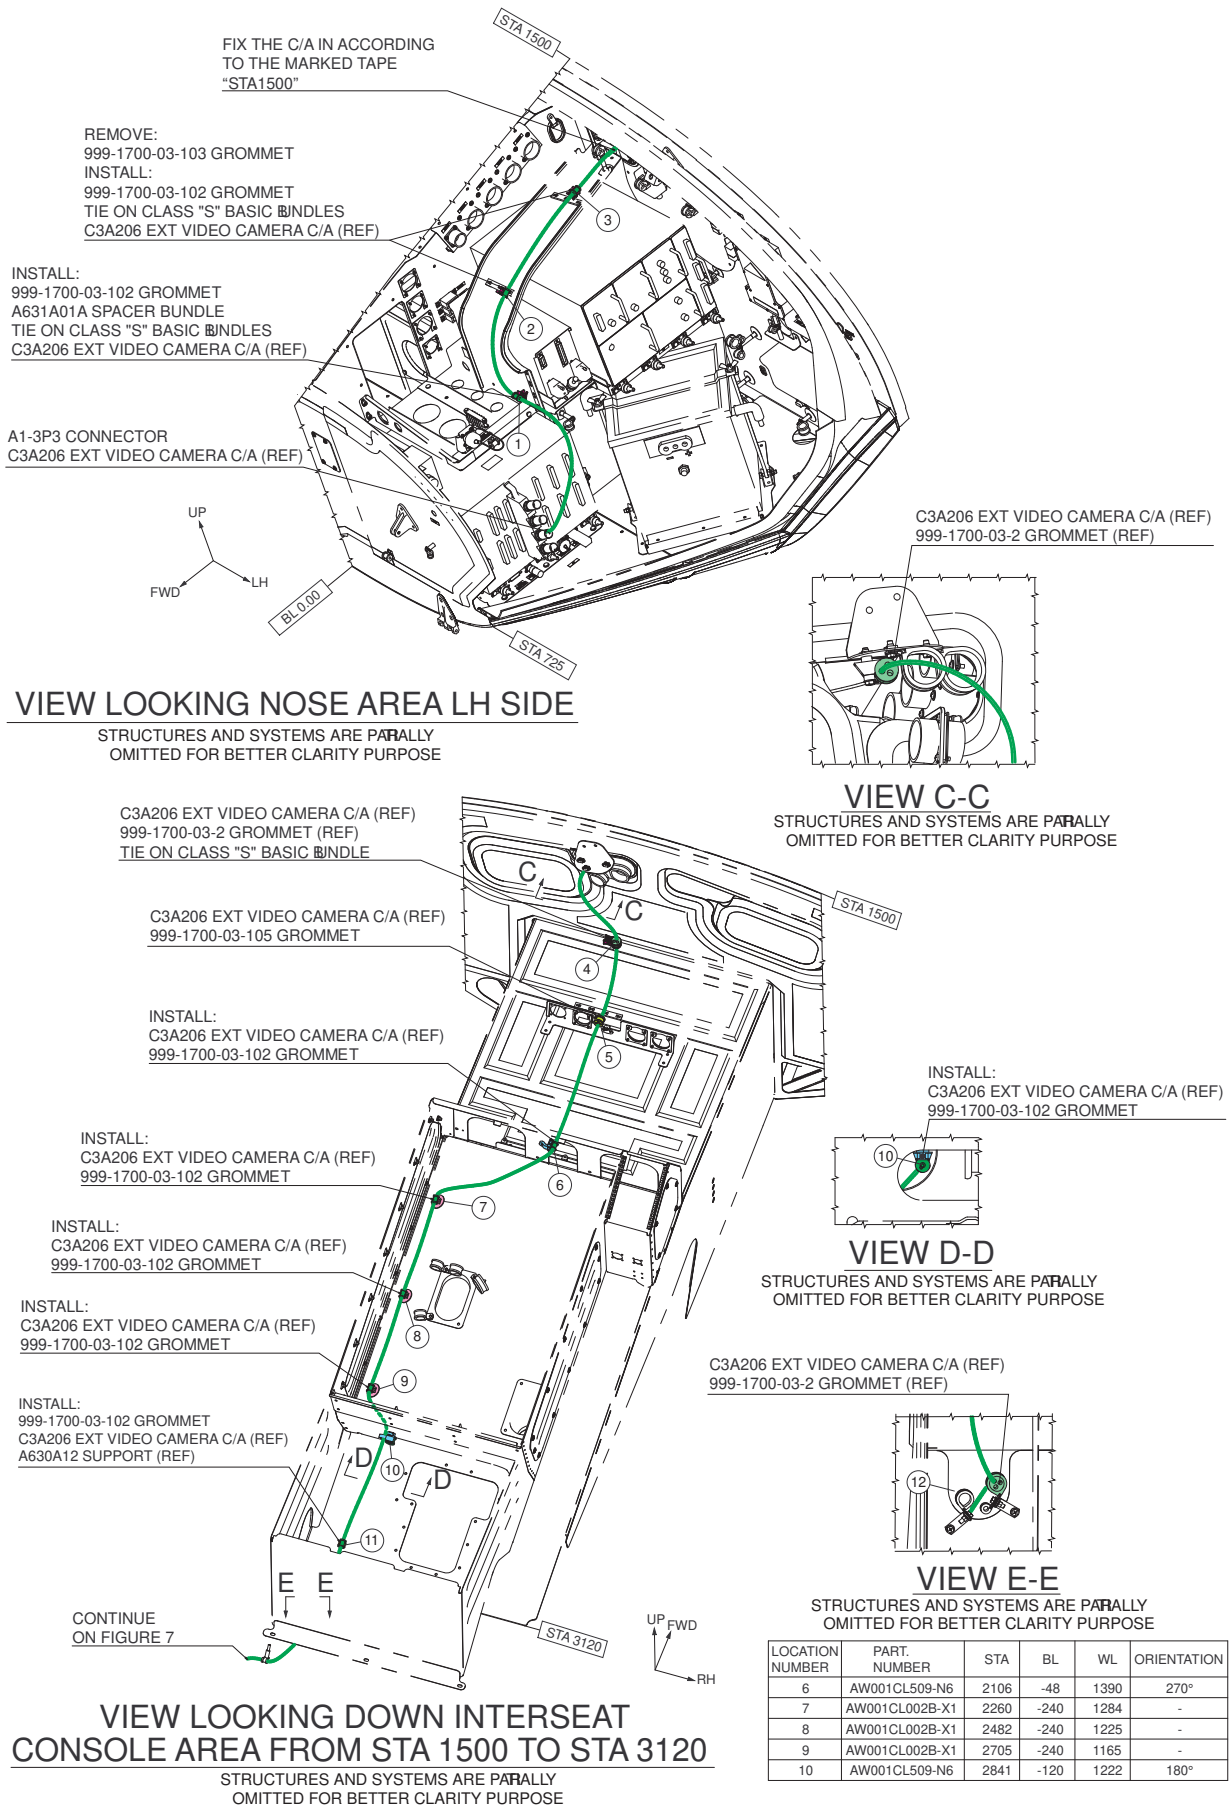 STA 1500
FIX THE C/A IN ACCORDING
TO THE MARKED TAPE
“STA1500”
REMOVE:
999-1700-03-103 GROMMET
INSTALL:
999-1700-03-102 GROMMET
TIE ON CLASS "S" BASIC BUNDLES
C3A206 EXT VIDEO CAMERA C/A (REF)
3
INSTALL:
999-1700-03-102 GROMMET
A631A01A SPACER BUNDLE
TIE ON CLASS "S" BASIC BUNDLES
C3A206 EXT VIDEO CAMERA C/A (REF)
2
A1-3P3 CONNECTOR
C3A206 EXT VIDEO CAMERA C/A (REF)
1
UP
FWD
LH
BL 0.00
STA 725
VIEW LOOKING NOSE AREA LH SIDE
STRUCTURES AND SYSTEMS ARE PARTIALLY
OMITTED FOR BETTER CLARITY PURPOSE
C3A206 EXT VIDEO CAMERA C/A (REF)
999-1700-03-2 GROMMET (REF)
VIEW C-C
STRUCTURES AND SYSTEMS ARE PARTIALLY
OMITTED FOR BETTER CLARITY PURPOSE
C3A206 EXT VIDEO CAMERA C/A (REF)
999-1700-03-2 GROMMET (REF)
TIE ON CLASS "S" BASIC BUNDLE
C
C
STA 1500
C3A206 EXT VIDEO CAMERA C/A (REF)
999-1700-03-105 GROMMET
4
INSTALL:
C3A206 EXT VIDEO CAMERA C/A (REF)
999-1700-03-102 GROMMET
5
INSTALL:
C3A206 EXT VIDEO CAMERA C/A (REF)
999-1700-03-102 GROMMET
6
7
INSTALL:
C3A206 EXT VIDEO CAMERA C/A (REF)
999-1700-03-102 GROMMET
8
INSTALL:
C3A206 EXT VIDEO CAMERA C/A (REF)
999-1700-03-102 GROMMET
9
INSTALL:
999-1700-03-102 GROMMET
C3A206 EXT VIDEO CAMERA C/A (REF)
A630A12 SUPPORT (REF)
10
D
D
11
E E
CONTINUE
ON FIGURE 7
STA 3120
UP
FWD
RH
VIEW LOOKING DOWN INTERSEAT
CONSOLE AREA FROM STA 1500 TO STA 3120
STRUCTURES AND SYSTEMS ARE PARTIALLY
OMITTED FOR BETTER CLARITY PURPOSE
INSTALL:
C3A206 EXT VIDEO CAMERA C/A (REF)
999-1700-03-102 GROMMET
10
VIEW D-D
STRUCTURES AND SYSTEMS ARE PARTIALLY
OMITTED FOR BETTER CLARITY PURPOSE
C3A206 EXT VIDEO CAMERA C/A (REF)
999-1700-03-2 GROMMET (REF)
12
VIEW E-E
STRUCTURES AND SYSTEMS ARE PARTIALLY
OMITTED FOR BETTER CLARITY PURPOSE
LOCATION NUMBER PART. NUMBER STA BL WL ORIENTATION
6 AW001CL509-N6 2106 -48 1390 270°
7 AW001CL002B-X1 2260 -240 1284 -
8 AW001CL002B-X1 2482 -240 1225 -
9 AW001CL002B-X1 2705 -240 1165 -
10 AW001CL509-N6 2841 -120 1222 180°